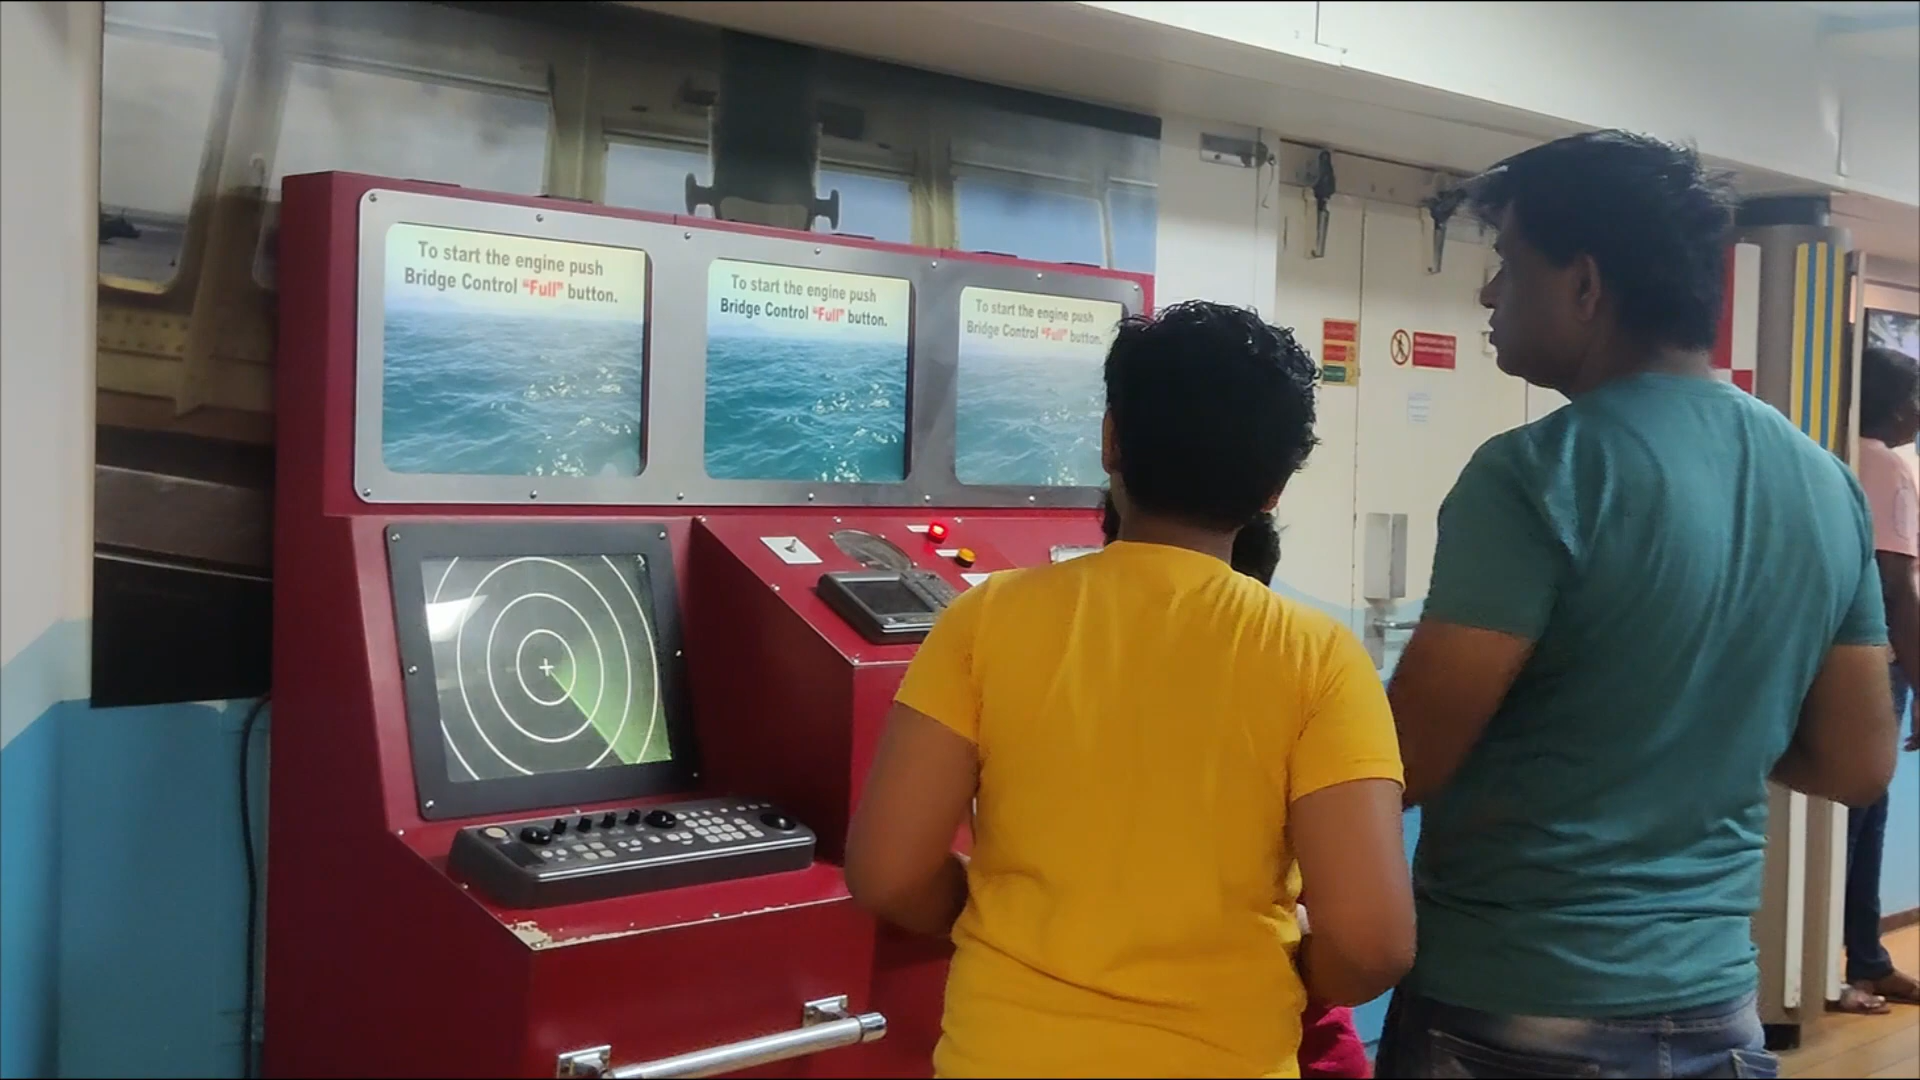 To start the engine push
Bridge Control “Full” button.
To start the engine push
Bridge Control “Full” button.
To start the engine push
Bridge Control “Full” button.